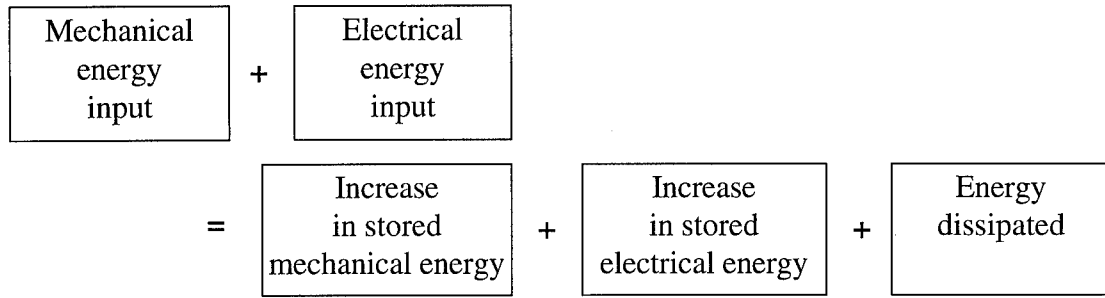 Mechanical
energy
input
+
Electrical
energy
input
=
Increase
in stored
mechanical energy
+
Increase
in stored
electrical energy
+
Energy
dissipated